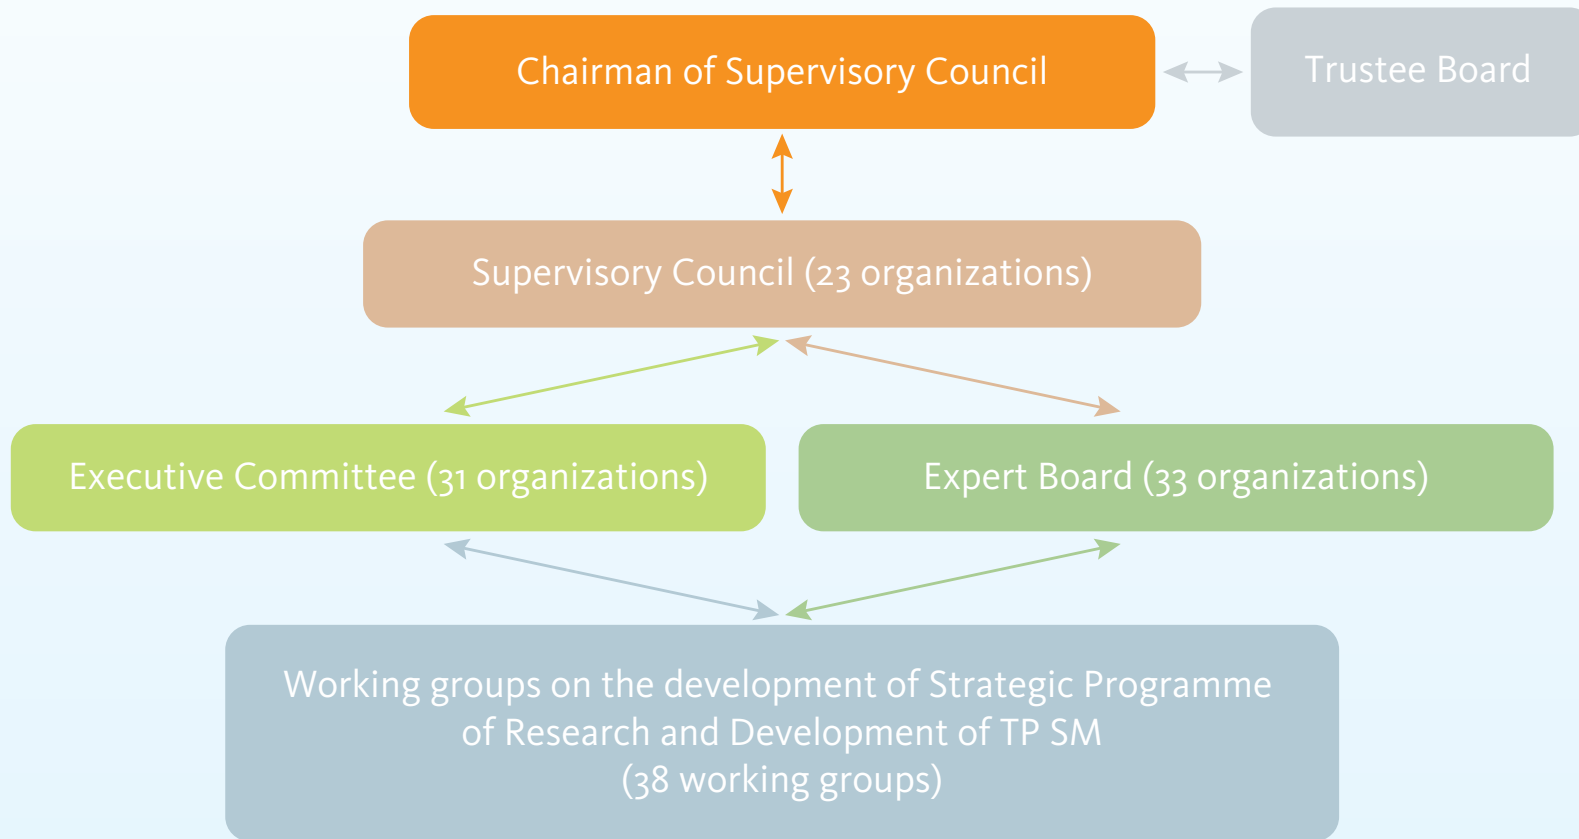 Chairman of Supervisory Council
Trustee Board
Supervisory Council (23 organizations)
Executive Committee (31 organizations)
Expert Board (33 organizations)
Working groups on the development of Strategic Programme
of Research and Development of TP SM
(38 working groups)